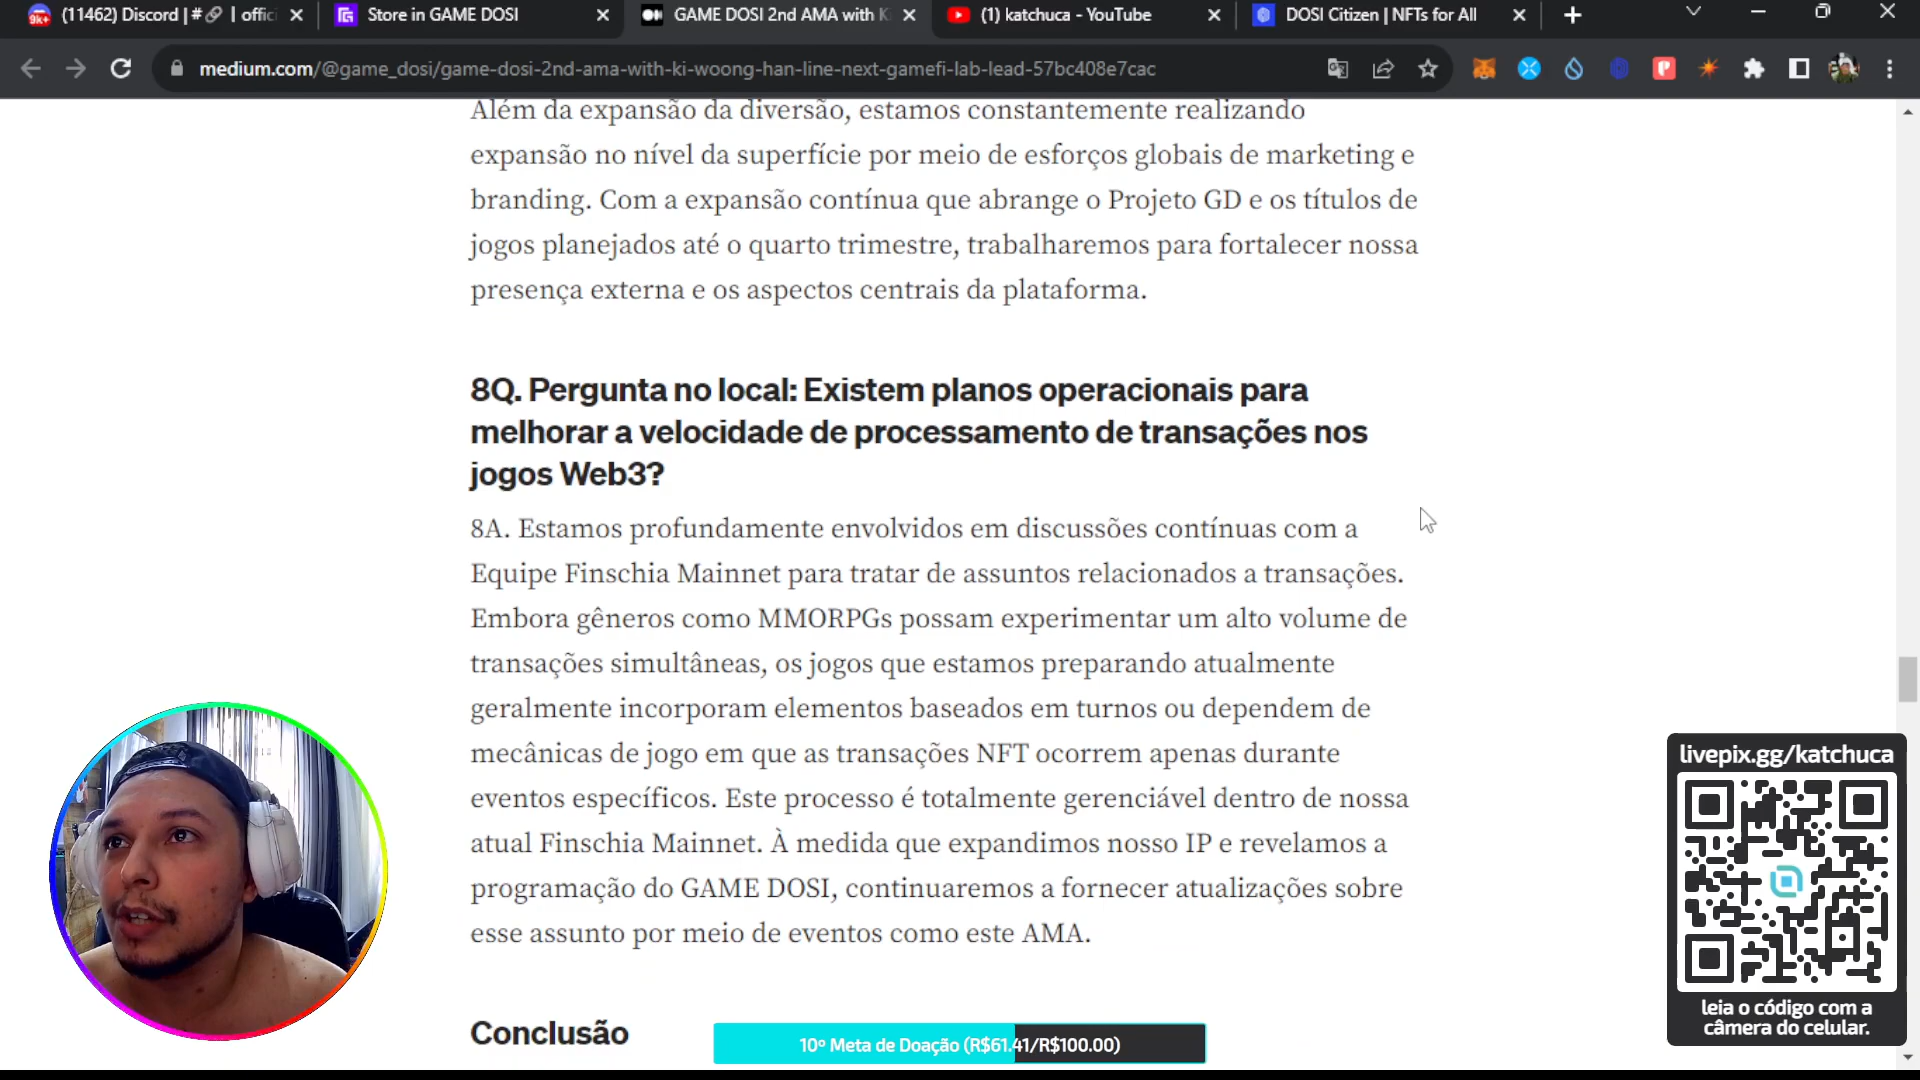 (11462) Discord | # | offici
Store in GAME DOSI
GAME DOSI 2nd AMA with K
(1) katchuca - YouTube
DOSI Citizen | NFTs for All
medium.com/@game_dosi/game-dosi-2nd-ama-with-ki-woong-han-line-next-gamefi-lab-lead-57bc408e7cac
Além da expansão da diversão, estamos constantemente realizando
expansão no nível da superfície por meio de esforços globais de marketing e
branding. Com a expansão contínua que abrange o Projeto GD e os títulos de
jogos planejados até o quarto trimestre, trabalharemos para fortalecer nossa
presença externa e os aspectos centrais da plataforma.
8Q. Pergunta no local: Existem planos operacionais para
melhorar a velocidade de processamento de transações nos
jogos Web3?
8A. Estamos profundamente envolvidos em discussões contínuas com a
Equipe Finschia Mainnet para tratar de assuntos relacionados a transações.
Embora gêneros como MMORPGs possam experimentar um alto volume de
transações simultâneas, os jogos que estamos preparando atualmente
geralmente incorporam elementos baseados em turnos ou dependem de
mecânicas de jogo em que as transações NFT ocorrem apenas durante
eventos específicos. Este processo é totalmente gerenciável dentro de nossa
atual Finschia Mainnet. À medida que expandimos nosso IP e revelamos a
programação do GAME DOSI, continuaremos a fornecer atualizações sobre
esse assunto por meio de eventos como este AMA.
Conclusão
livepix.gg/katchuca
leia o código com a
câmera do celular.
10º Meta de Doação (R$61.41/R$100.00)